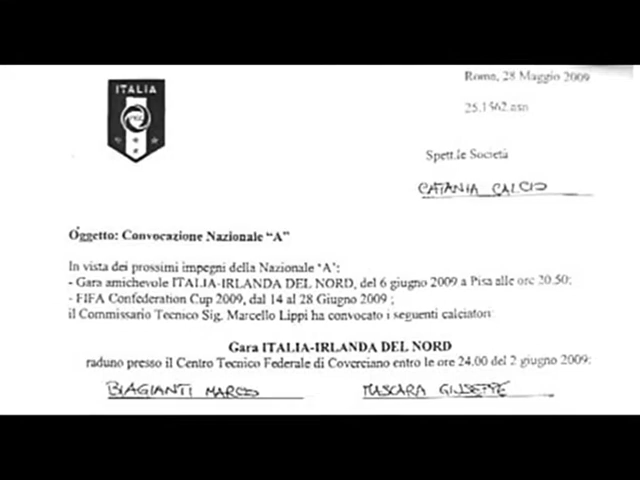 ITALIA
FIGC
Roma, 28 Maggio 2009
25.1562.asn
Spett.le Società
CATANIA CALCIO
Oggetto: Convocazione Nazionale “A”
In vista dei prossimi impegni della Nazionale ‘A’:
- Gara amichevole ITALIA-IRLANDA DEL NORD, del 6 giugno 2009 a Pisa alle ore 20.50;
- FIFA Confederation Cup 2009, dal 14 al 28 Giugno 2009 ;
il Commissario Tecnico Sig. Marcello Lippi ha convocato i seguenti calciatori:
Gara ITALIA-IRLANDA DEL NORD
raduno presso il Centro Tecnico Federale di Coverciano entro le ore 24.00 del 2 giugno 2009:
BIAGIANTI MARCO MASCARA GIUSEPPE